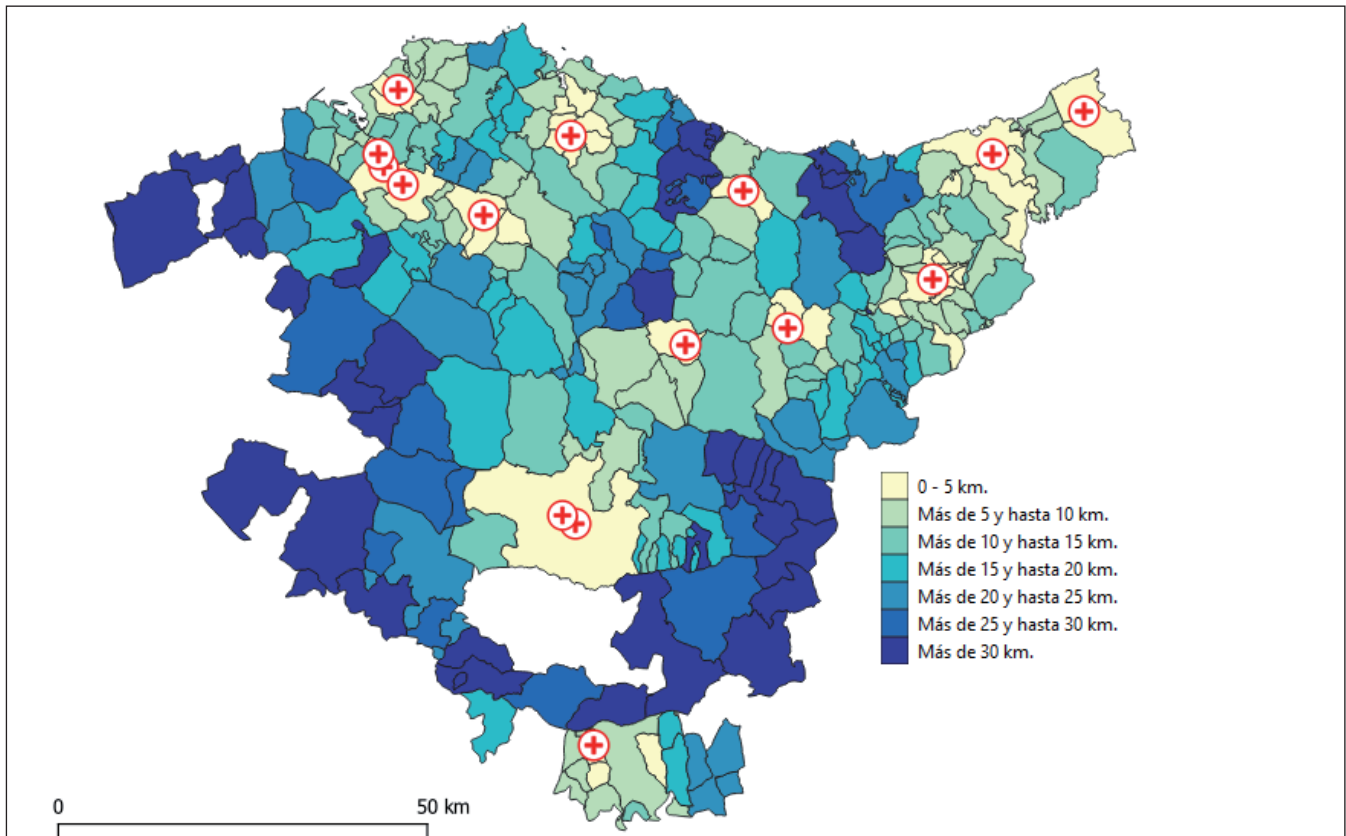 0 - 5 km.
Más de 5 y hasta 10 km.
Más de 10 y hasta 15 km.
Más de 15 y hasta 20 km.
Más de 20 y hasta 25 km.
Más de 25 y hasta 30 km.
Más de 30 km.
0 50 km